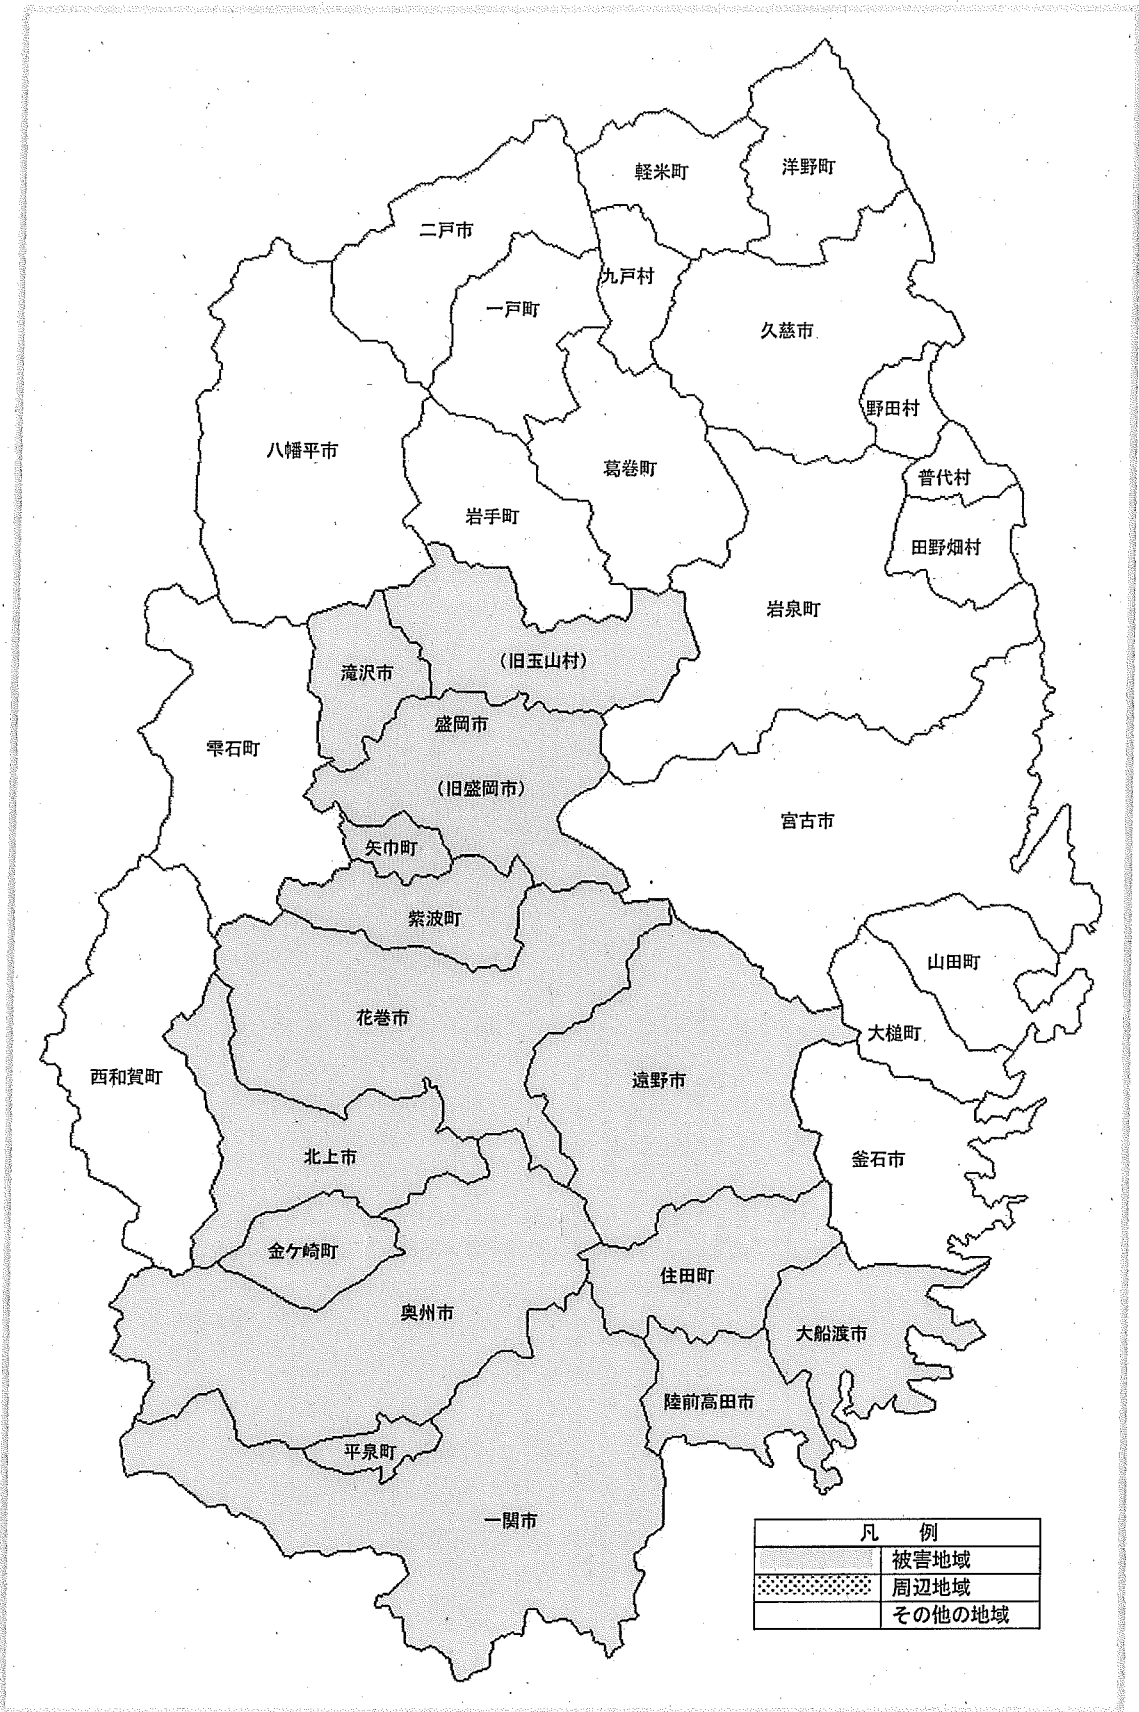 洋野町
軽米町
二戸市
九戸村
一戸町
久慈市
野田村
八幡平市
葛巻町
普代村
岩手町
田野畑村
岩泉町
(旧玉山村)
滝沢市
盛岡市
雫石町
(旧盛岡市)
宮古市
矢巾町
紫波町
山田町
花巻市
大槌町
西和賀町
遠野市
北上市
釜石市
金ケ崎町
住田町
奥州市
大船渡市
陸前高田市
平泉町
一関市
凡 例
被害地域
周辺地域
その他の地域